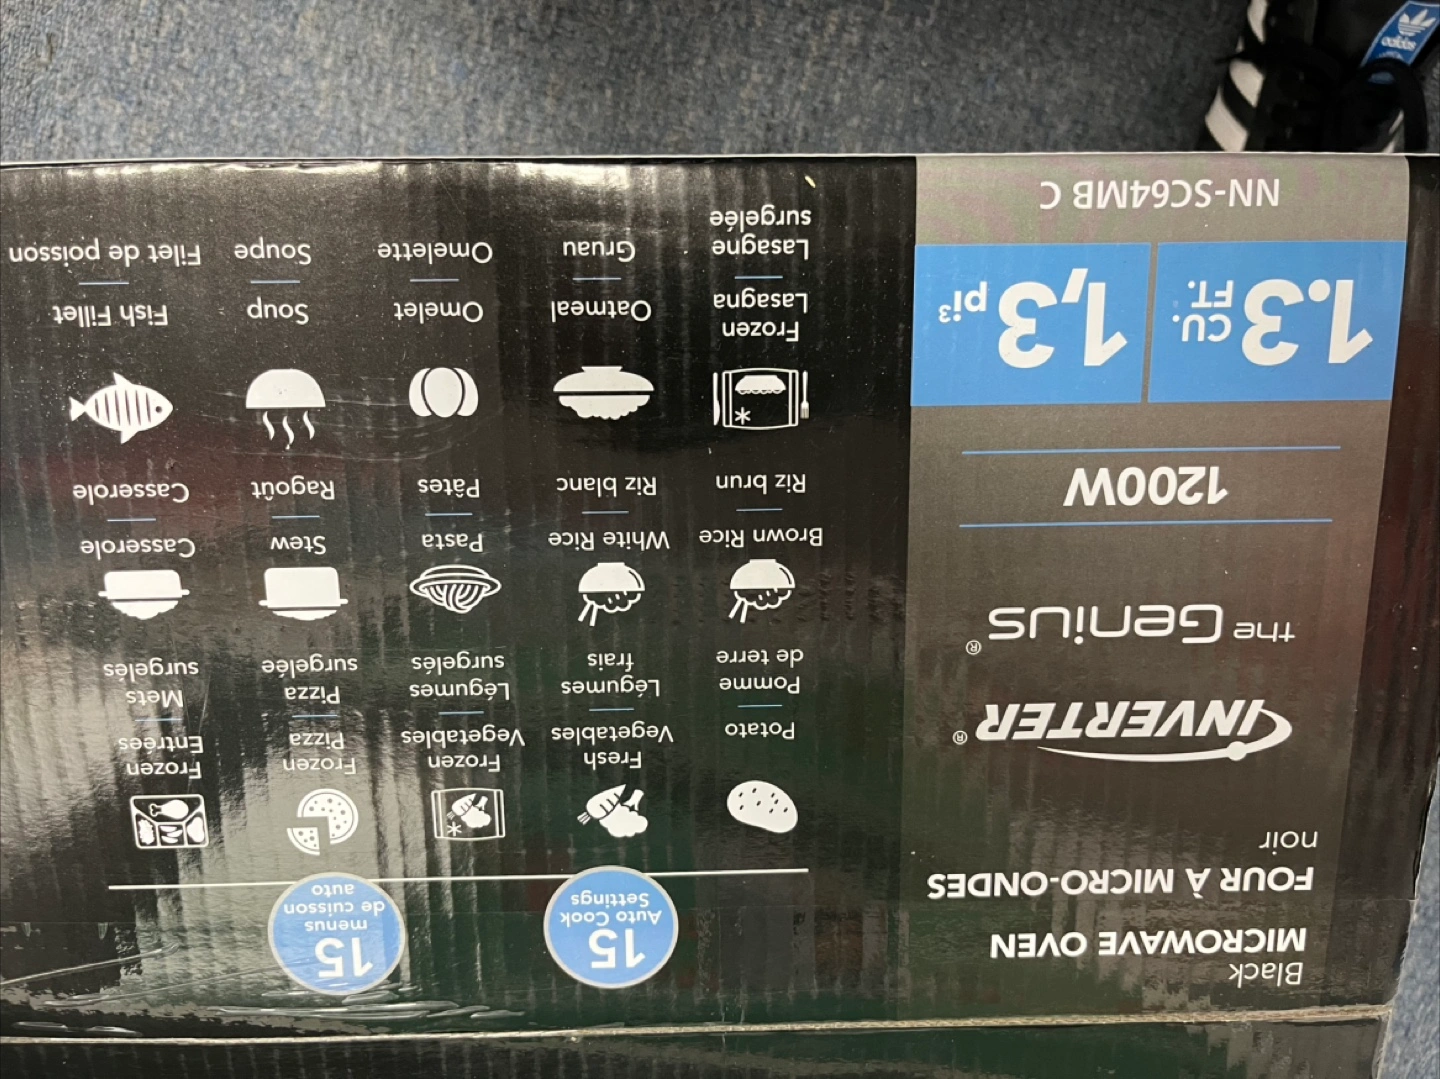 Black
MICROWAVE OVEN
FOUR À MICRO-ONDES
noir
INVERTER®
the Genius®
1200W
1.3 CU. FT.
1,3 pi³
NN-SC64MB C
15
Auto Cook
Settings
15
menus
de cuisson
auto
Potato
Pomme
de terre
Fresh
Vegetables
Légumes
frais
Frozen
Vegetables
Légumes
surgelés
Frozen
Pizza
Pizza
surgelée
Frozen
Entrées
Mets
surgelés
Brown Rice
Riz brun
White Rice
Riz blanc
Pasta
Pâtes
Stew
Ragoût
Casserole
Casserole
Frozen
Lasagna
Lasagne
surgelée
Oatmeal
Gruau
Omelet
Omelette
Soup
Soupe
Fish Fillet
Filet de poisson
adidas